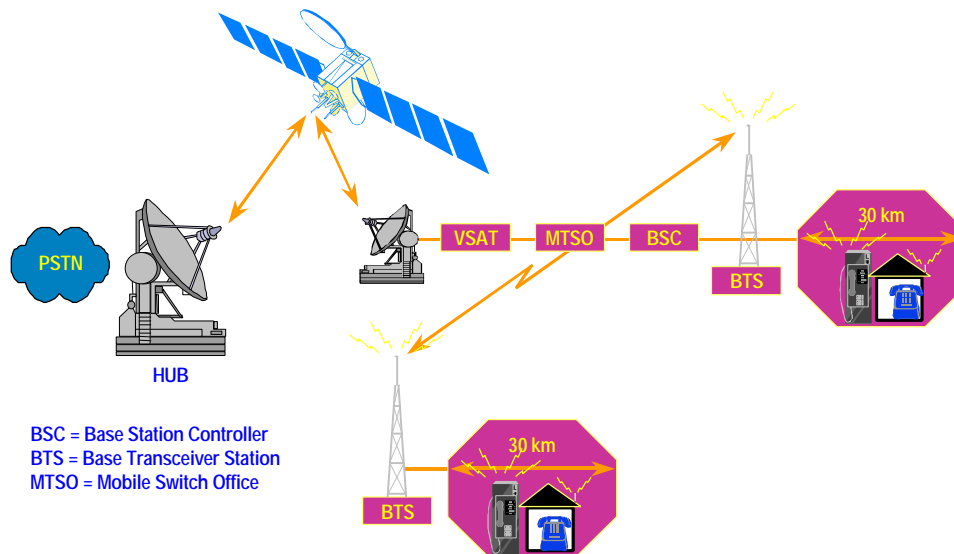 30 km
PSTN
VSAT
MTSO
BSC
BTS
HUB
BSC = Base Station Controller
BTS = Base Transceiver Station
MTSO = Mobile Switch Office
30 km
BTS